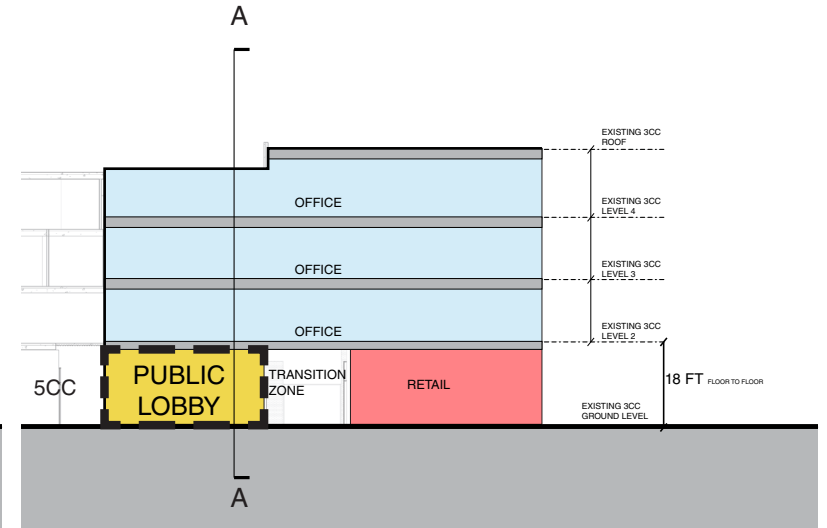 A
EXISTING 3CC
ROOF
OFFICE
EXISTING 3CC
LEVEL 4
OFFICE
EXISTING 3CC
LEVEL 3
OFFICE
EXISTING 3CC
LEVEL 2
5CC
PUBLIC
LOBBY
TRANSITION
ZONE
RETAIL
18 FT FLOOR TO FLOOR
EXISTING 3CC
GROUND LEVEL
A